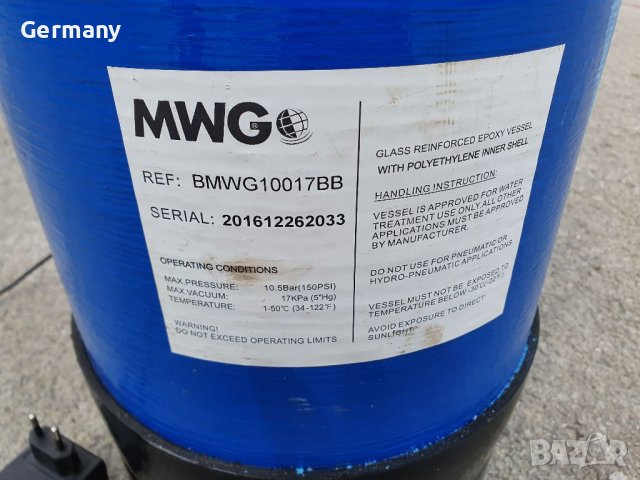 Germany
MWG
REF: BMWG10017BB
SERIAL: 201612262033
OPERATING CONDITIONS
MAX.PRESSURE: 10.5Bar(150PSI)
MAX.VACUUM: 17KPa (5"Hg)
TEMPERATURE: 1-50°C (34-122°F)
WARNING!
DO NOT EXCEED OPERATING LIMITS
GLASS REINFORCED EPOXY VESSEL
WITH POLYETHYLENE INNER SHELL
HANDLING INSTRUCTION:
VESSEL IS APPROVED FOR WATER
TREATMENT USE ONLY.ALL OTHER
APPLICATIONS MUST BE APPROVED
BY MANUFACTURER.
DO NOT USE FOR PNEUMATIC OR
HYDRO-PNEUMATIC APPLICATIONS
VESSEL MUST NOT BE EXPOSED TO
TEMPERATURE BELOW -30°C(-22°F)
AVOID EXPOSURE TO DIRECT
SUNLIGHT
BAZAR